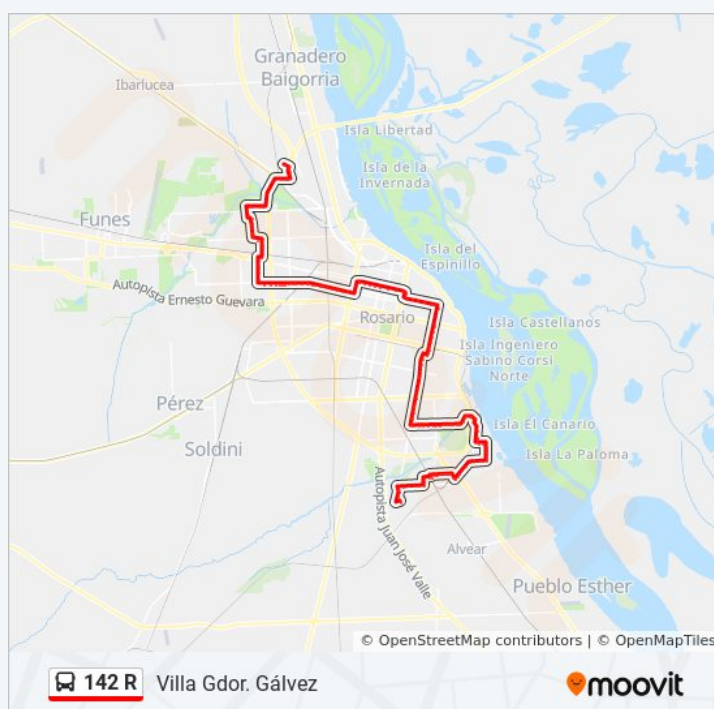 Granadero
Baigorria
Ibarlucea
Isla Libertad
Isla de la
Invernada
Funes
Isla del
Espinillo
Autopista Ernesto Guevara
Rosario
Isla Castellanos
Isla Ingeniero
Sabino Corsi
Norte
Pérez
Soldini
Isla El Canario
Isla La Paloma
Autopista Juan José Valle
Alvear
Pueblo Esther
© OpenStreetMap contributors | © OpenMapTiles
142 R Villa Gdor. Gálvez
moovit